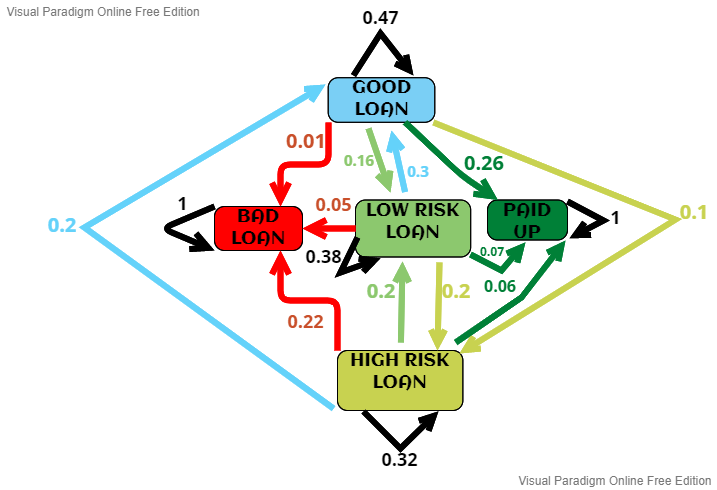 Visual Paradigm Online Free Edition
0.47
GOOD
LOAN
0.01
0.16
0.3
0.26
0.2
1
BAD
LOAN
0.05
LOW RISK
LOAN
PAID
UP
1
0.1
0.38
0.07
0.06
0.2
0.2
0.22
HIGH RISK
LOAN
0.32
Visual Paradigm Online Free Edition